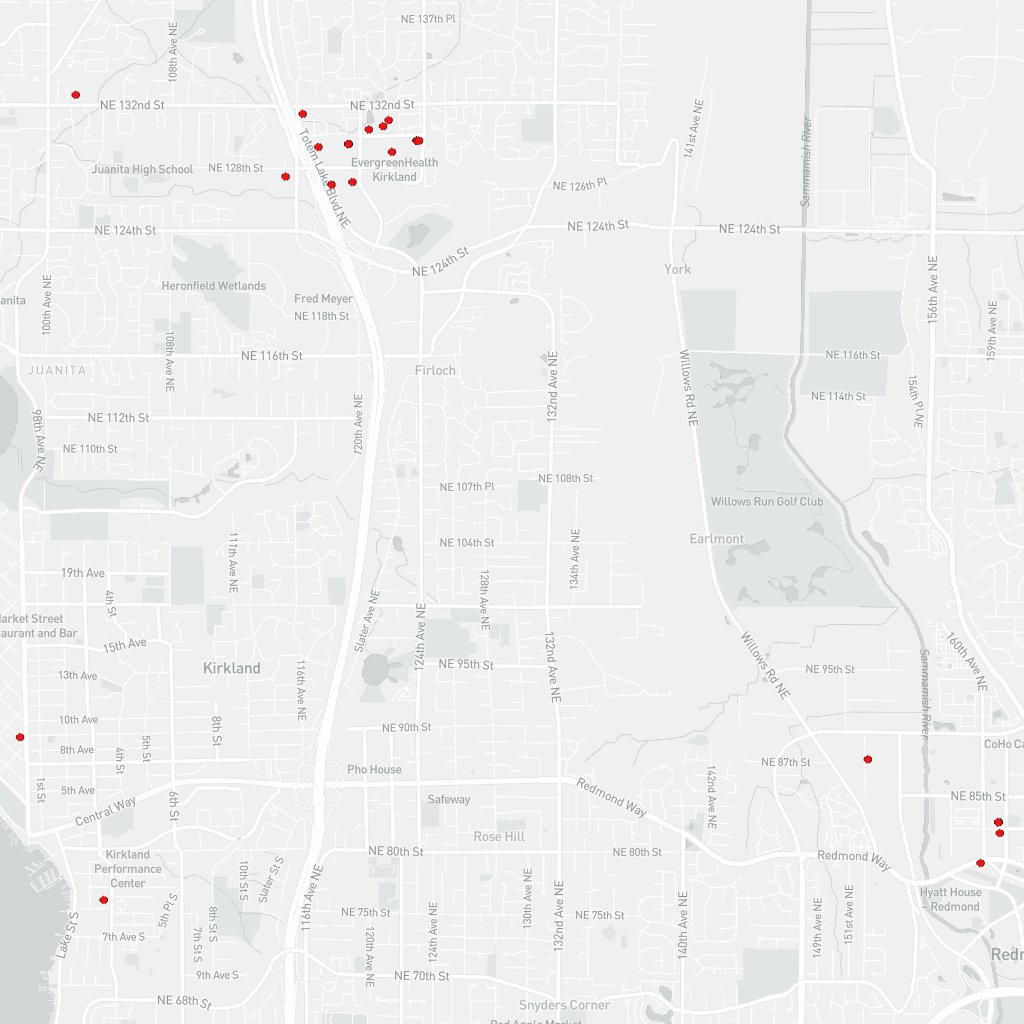 NE 137th Pl
108th Ave NE
NE 132nd St
NE 132nd St
141st Ave NE
Totem Lake Blvd NE
Juanita High School
NE 128th St
EvergreenHealth
Kirkland
NE 126th Pl
Sammamish River
NE 124th St
NE 124th St
NE 124th St
NE 124th St
York
156th Ave NE
Heronfield Wetlands
100th Ave NE
Fred Meyer
NE 118th St
159th Ave NE
108th Ave NE
NE 116th St
NE 116th St
JUANITA
Firloch
132nd Ave NE
Willows Rd NE
154th Pl NE
NE 114th St
98th Ave NE
NE 112th St
120th Ave NE
NE 110th St
NE 107th Pl
NE 108th St
Willows Run Golf Club
Earlmont
111th Ave NE
NE 104th St
134th Ave NE
19th Ave
4th St
128th Ave NE
Slater Ave NE
124th Ave NE
Market Street
taurant and Bar
15th Ave
132nd Ave NE
Willows Rd NE
160th Ave NE
Sammamish River
Kirkland
13th Ave
116th Ave NE
NE 95th St
NE 95th St
10th Ave
8th St
NE 90th St
8th Ave
4th St
5th St
CoHo Ca
Pho House
NE 87th St
1st St
5th Ave
6th St
Central Way
Safeway
Redmond Way
142nd Ave NE
NE 85th St
Rose Hill
NE 80th St
NE 80th St
Redmond Way
Kirkland
Performance
Center
10th St S
Slater St S
116th Ave NE
Hyatt House
– Redmond
5th Pl S
8th St S
7th St S
NE 75th St
NE 75th St
120th Ave NE
124th Ave NE
130th Ave NE
132nd Ave NE
140th Ave NE
149th Ave NE
151st Ave NE
Lake St S
7th Ave S
9th Ave S
NE 70th St
NE 68th St
Snyders Corner
Red Apple Market